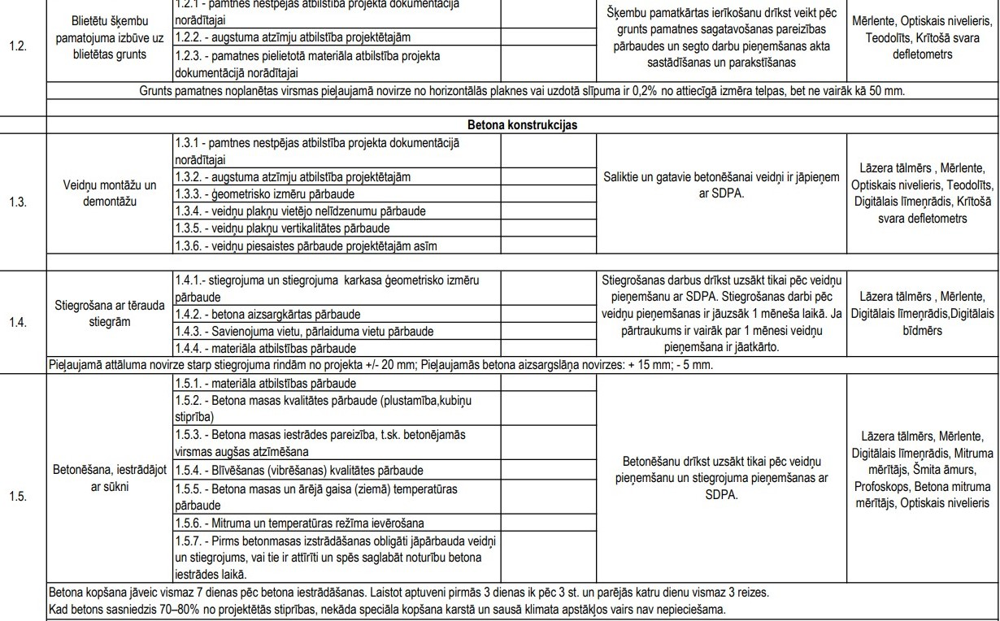 1.2.1 - pamtnes nestpējas atbilstība projekta dokumentācijā
norādītajai
1.2.
Blietētu šķembu
pamatojuma izbūve uz
blietētas grunts
1.2.2. - augstuma atzīmju atbilstība projektētajām
1.2.3. - pamatnes pielietotā materiāla atbilstība projekta
dokumentācijā norādītajai
Šķembu pamatkārtas ierīkošanu drīkst veikt pēc
grunts pamatnes sagatavošanas pareizības
pārbaudes un segto darbu pieņemšanas akta
sastādīšanas un parakstīšanas
Mērlente, Optiskais nivelieris,
Teodolīts, Krītošā svara
defletometrs
Grunts pamatnes noplanētas virsmas pieļaujamā novirze no horizontālās plaknes vai uzdotā slīpuma ir 0,2% no attiecīgā izmēra telpas, bet ne vairāk kā 50 mm.
Betona konstrukcijas
1.3.
Veidņu montāžu un
demontāžu
1.3.1 - pamtnes nestpējas atbilstība projekta dokumentācijā
norādītajai
1.3.2. - augstuma atzīmju atbilstība projektētajām
1.3.3. - ģeometrisko izmēru pārbaude
1.3.4. - veidņu plakņu vietējo nelīdzenumu pārbaude
1.3.5. - veidņu plakņu vertikalitātes pārbaude
1.3.6. - veidņu piesaistes pārbaude projektētajām asīm
Saliktie un gatavie betonēšanai veidņi ir jāpieņem
ar SDPA.
Lāzera tālmērs , Mērlente,
Optiskais nivelieris, Teodolīts,
Digitālais līmeņrādis, Krītošā
svara defletometrs
1.4.
Stiegrošana ar tērauda
stiegrām
1.4.1.- stiegrojuma un stiegrojuma karkasa ģeometrisko izmēru
pārbaude
1.4.2. - betona aizsargkārtas pārbaude
1.4.3. - Savienojuma vietu, pārlaiduma vietu pārbaude
1.4.4. - materiāla atbilstības pārbaude
Stiegrošanas darbus drīkst uzsākt tikai pēc veidņu
pieņemšanu ar SDPA. Stiegrošanas darbi pēc
veidņu pieņemšanas ir jāuzsāk 1 mēneša laikā. Ja
pārtraukums ir vairāk par 1 mēnesi veidņu
pieņemšana ir jāatkārto.
Lāzera tālmērs , Mērlente,
Digitālais līmeņrādis,Digitālais
bīdmērs
Pieļaujamā attāluma novirze starp stiegrojuma rindām no projekta +/- 20 mm; Pieļaujamās betona aizsargslāņa novirzes: + 15 mm; - 5 mm.
1.5.
Betonēšana, iestrādājot
ar sūkni
1.5.1. - materiāla atbilstības pārbaude
1.5.2. - Betona masas kvalitātes pārbaude (plustamība,kubiņu
stiprība)
1.5.3. - Betona masas iestrādes pareizība, t.sk. betonējamās
virsmas augšas atzīmēšana
1.5.4. - Blīvēšanas (vibrēšanas) kvalitātes pārbaude
1.5.5. - Betona masas un ārējā gaisa (ziemā) temperatūras
pārbaude
1.5.6. - Mitruma un temperatūras režīma ievērošana
1.5.7. - Pirms betonmasas izstrādāšanas obligāti jāpārbauda veidņi
un stiegrojums, vai tie ir attīrīti un spēs saglabāt noturību betona
iestrādes laikā.
Betonēšanu drīkst uzsākt tikai pēc veidņu
pieņemšanu un stiegrojuma pieņemšanas ar
SDPA.
Lāzera tālmērs, Mērlente,
Digitālais līmeņrādis, Mitruma
mērītājs, Šmita āmurs,
Profoskops, Betona mitruma
mērītājs, Optiskais nivelieris
Betona kopšana jāveic vismaz 7 dienas pēc betona iestrādāšanas. Laistot aptuveni pirmās 3 dienas ik pēc 3 st. un parējās katru dienu vismaz 3 reizes.
Kad betons sasniedzis 70–80% no projektētās stiprības, nekāda speciāla kopšana karstā un sausā klimata apstākļos vairs nav nepieciešama.